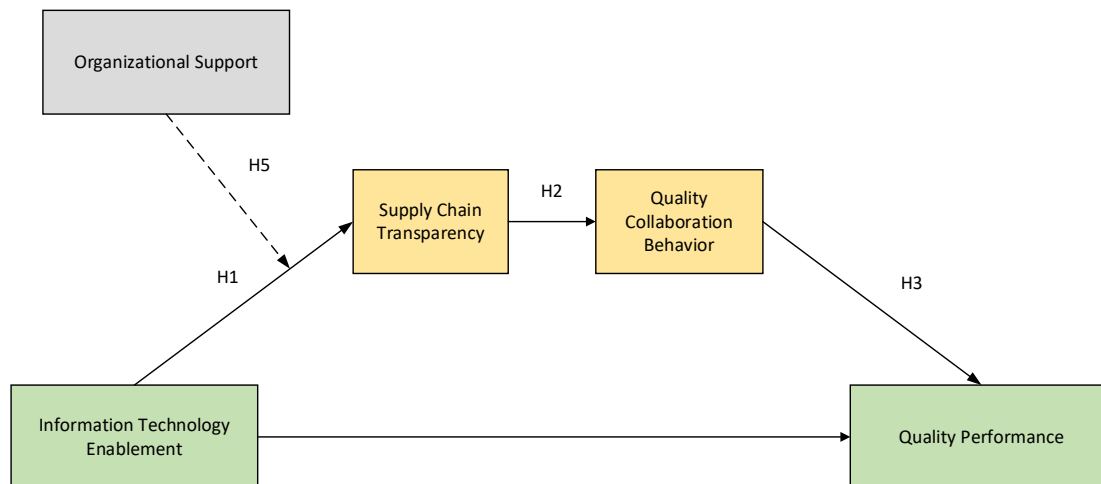 Organizational Support
H5
Supply Chain
Transparency
H2
Quality
Collaboration
Behavior
H1
H3
Information Technology
Enablement
Quality Performance